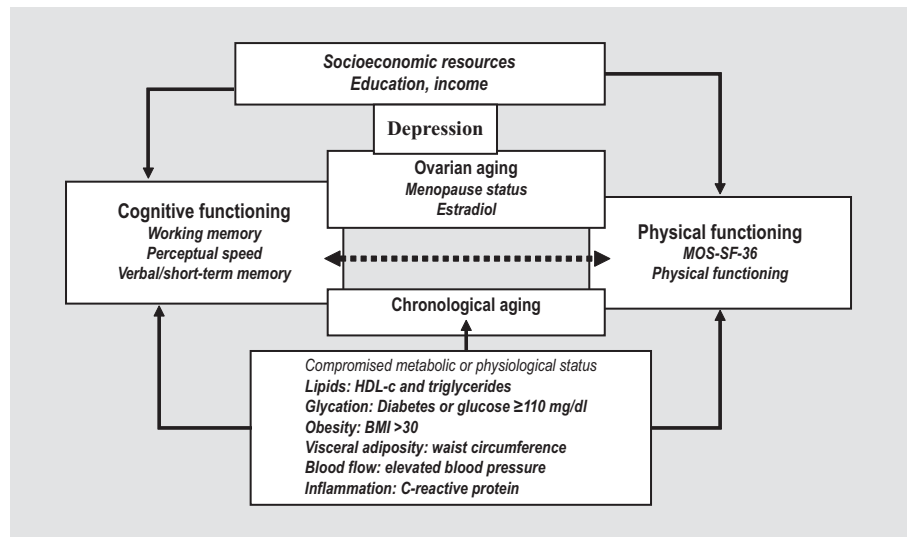 Socioeconomic resources
Education, income
Depression
Ovarian aging
Menopause status
Estradiol
Cognitive functioning
Working memory
Perceptual speed
Verbal/short-term memory
Physical functioning
MOS-SF-36
Physical functioning
Chronological aging
Compromised metabolic or physiological status
Lipids: HDL-c and triglycerides
Glycation: Diabetes or glucose ≥110 mg/dl
Obesity: BMI >30
Visceral adiposity: waist circumference
Blood flow: elevated blood pressure
Inflammation: C-reactive protein